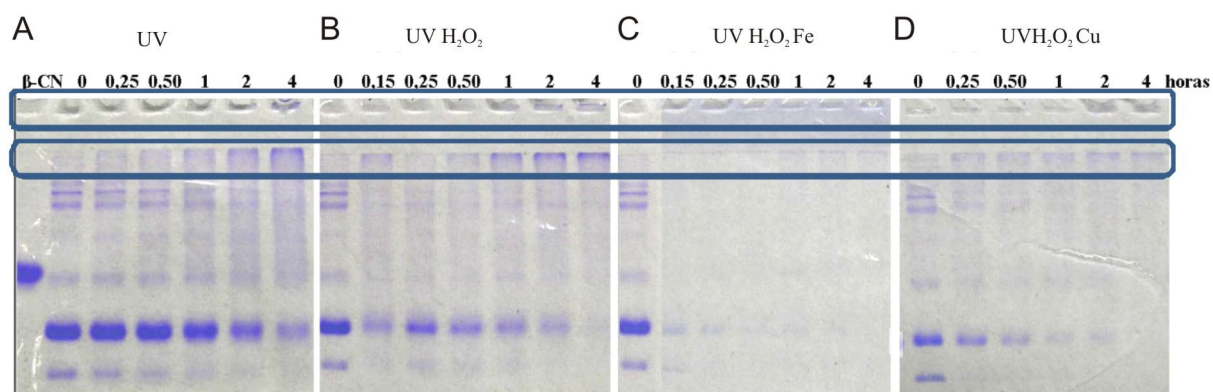 A UV B UV H₂O₂ C UV H₂O₂ Fe D UVH₂O₂ Cu
β-CN 0 0,25 0,50 1 2 4 0 0,15 0,25 0,50 1 2 4 0 0,15 0,25 0,50 1 2 4 0 0,25 0,50 1 2 4 horas